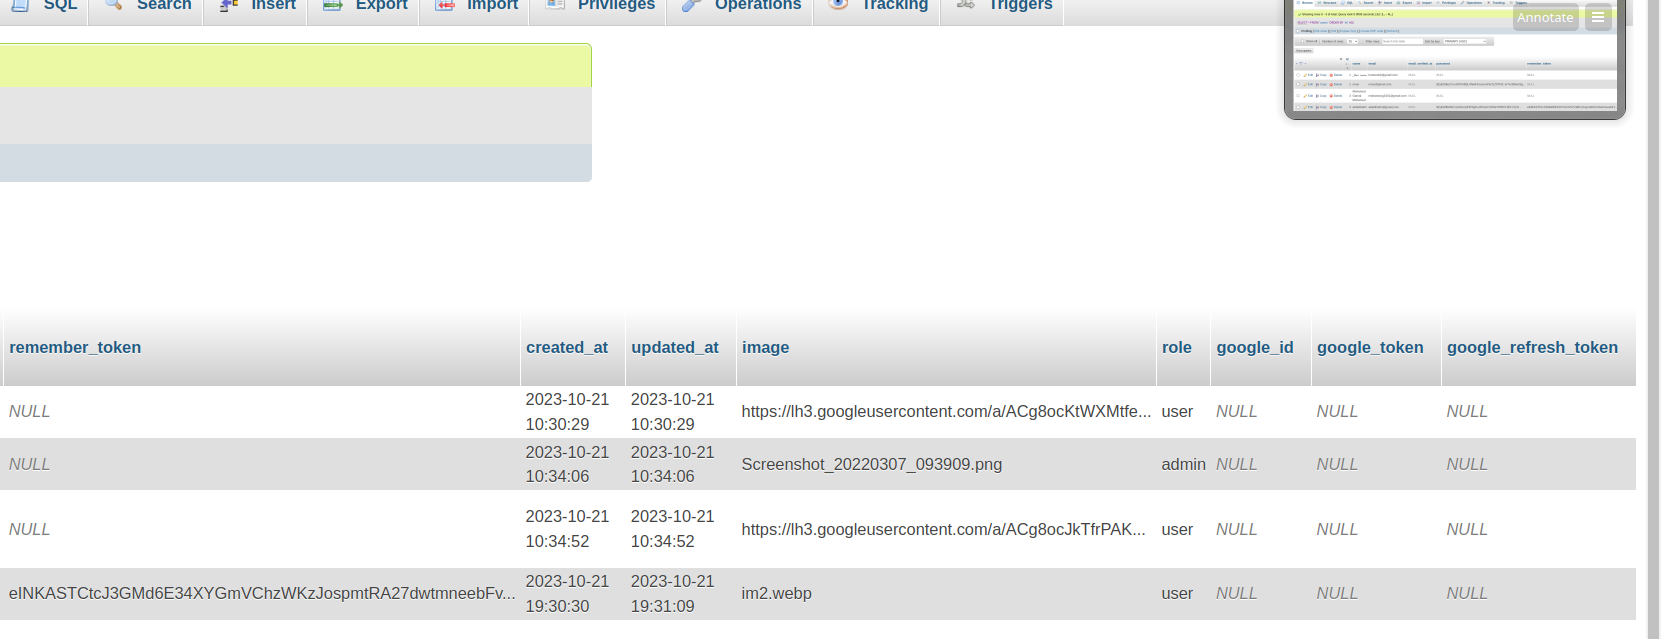 SQL Search Insert Export Import Privileges Operations Tracking Triggers
Annotate
remember_token created_at updated_at image role google_id google_token google_refresh_token
NULL 2023-10-21 10:30:29 2023-10-21 10:30:29 https://lh3.googleusercontent.com/a/ACg8ocKtWXMtfe... user NULL NULL NULL
NULL 2023-10-21 10:34:06 2023-10-21 10:34:06 Screenshot_20220307_093909.png admin NULL NULL NULL
NULL 2023-10-21 10:34:52 2023-10-21 10:34:52 https://lh3.googleusercontent.com/a/ACg8ocJkTfrPAK... user NULL NULL NULL
eINKASTCtcJ3GMd6E34XYGmVChzWKzJospmtRA27dwtmneebFv... 2023-10-21 19:30:30 2023-10-21 19:31:09 im2.webp user NULL NULL NULL